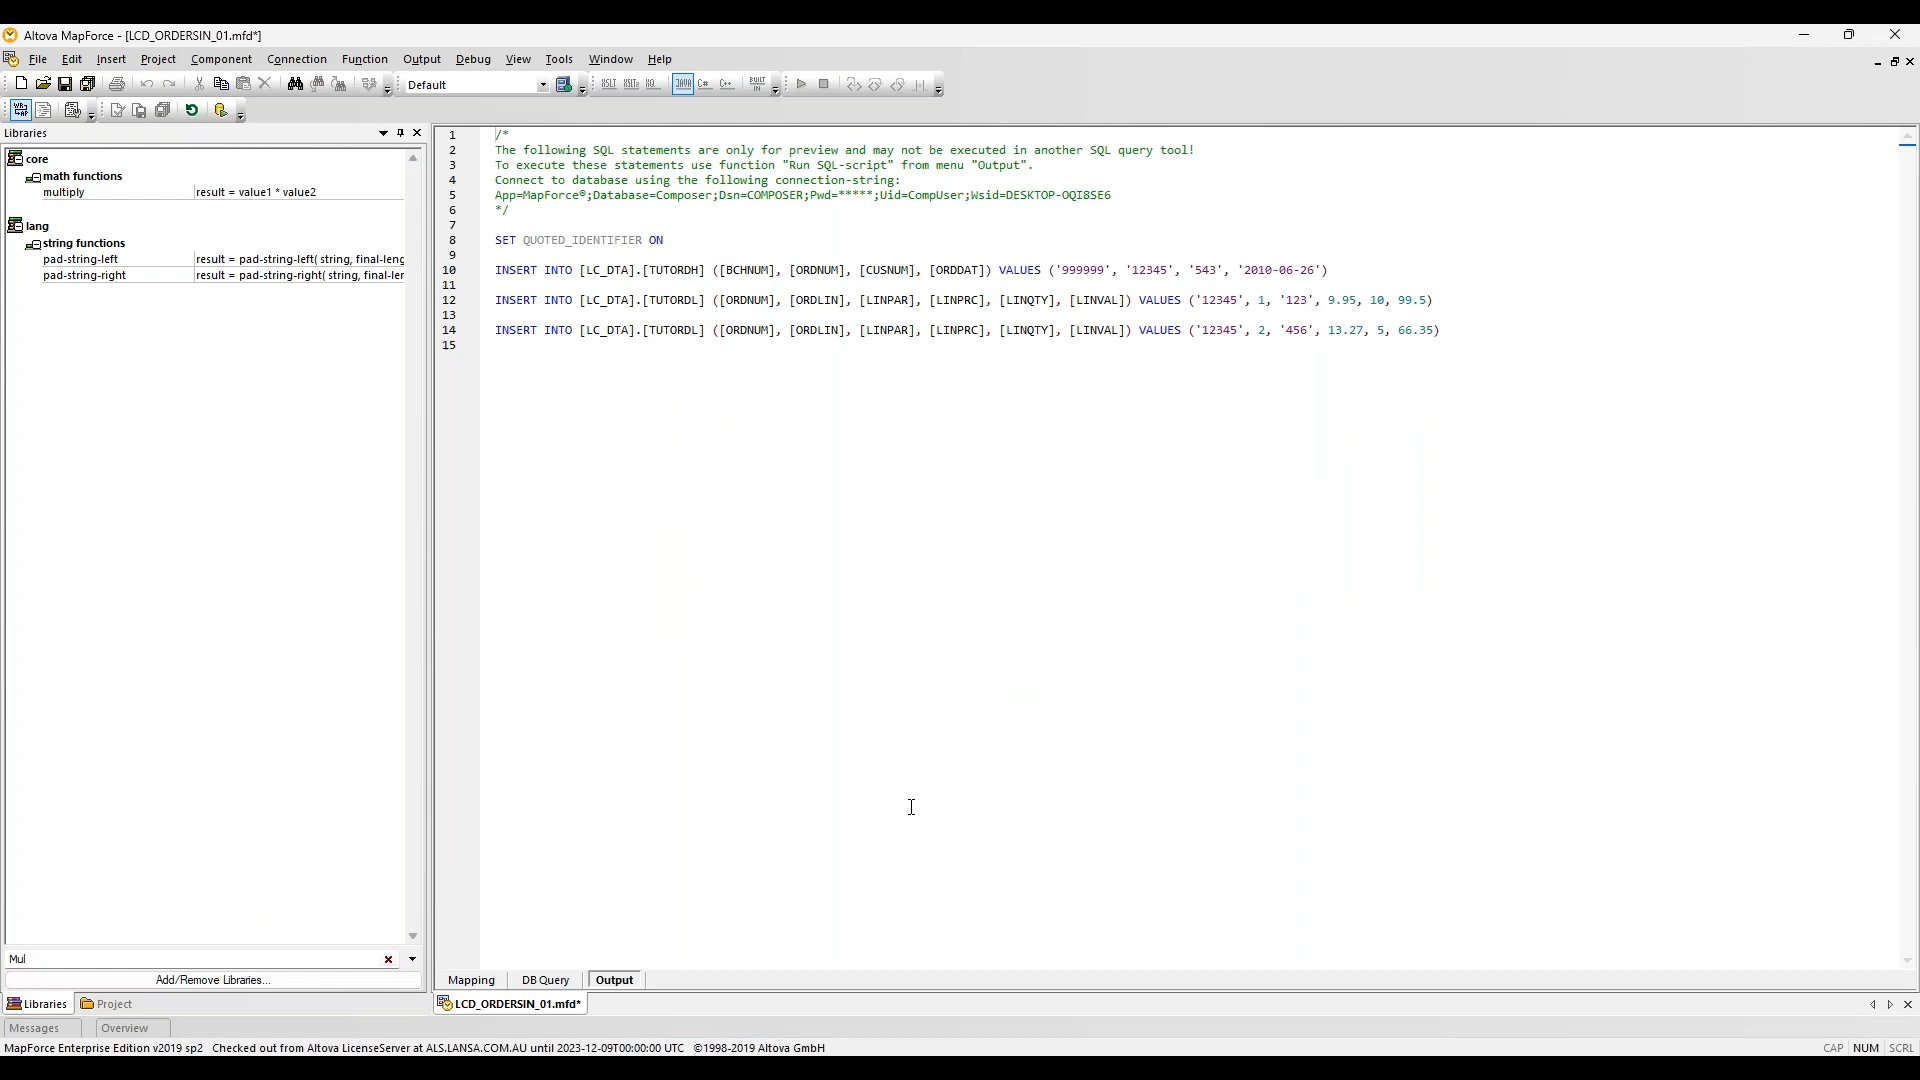 Altova MapForce - [LCD_ORDERSIN_01.mfd*]
File Edit Insert Project Component Connection Function Output Debug View Tools Window Help
Default
XSLT XSLT2 XQ... JAVA C# C++ BUILT IN
Libraries
core
math functions
multiply result = value1 * value2
lang
string functions
pad-string-left result = pad-string-left( string, final-leng
pad-string-right result = pad-string-right( string, final-ler
1 /*
2 The following SQL statements are only for preview and may not be executed in another SQL query tool!
3 To execute these statements use function "Run SQL-script" from menu "Output".
4 Connect to database using the following connection-string:
5 App=MapForce®;Database=Composer;Dsn=COMPOSER;Pwd=*****;Uid=CompUser;Wsid=DESKTOP-OQI8SE6
6 */
7
8 SET QUOTED_IDENTIFIER ON
9
10 INSERT INTO [LC_DTA].[TUTORDH] ([BCHNUM], [ORDNUM], [CUSNUM], [ORDDAT]) VALUES ('999999', '12345', '543', '2010-06-26')
11
12 INSERT INTO [LC_DTA].[TUTORDL] ([ORDNUM], [ORDLIN], [LINPAR], [LINPRC], [LINQTY], [LINVAL]) VALUES ('12345', 1, '123', 9.95, 10, 99.5)
13
14 INSERT INTO [LC_DTA].[TUTORDL] ([ORDNUM], [ORDLIN], [LINPAR], [LINPRC], [LINQTY], [LINVAL]) VALUES ('12345', 2, '456', 13.27, 5, 66.35)
15
Mul
Add/Remove Libraries...
Mapping DB Query Output
Libraries Project
LCD_ORDERSIN_01.mfd*
Messages Overview
MapForce Enterprise Edition v2019 sp2 Checked out from Altova LicenseServer at ALS.LANSA.COM.AU until 2023-12-09T00:00:00 UTC ©1998-2019 Altova GmbH
CAP NUM SCRL